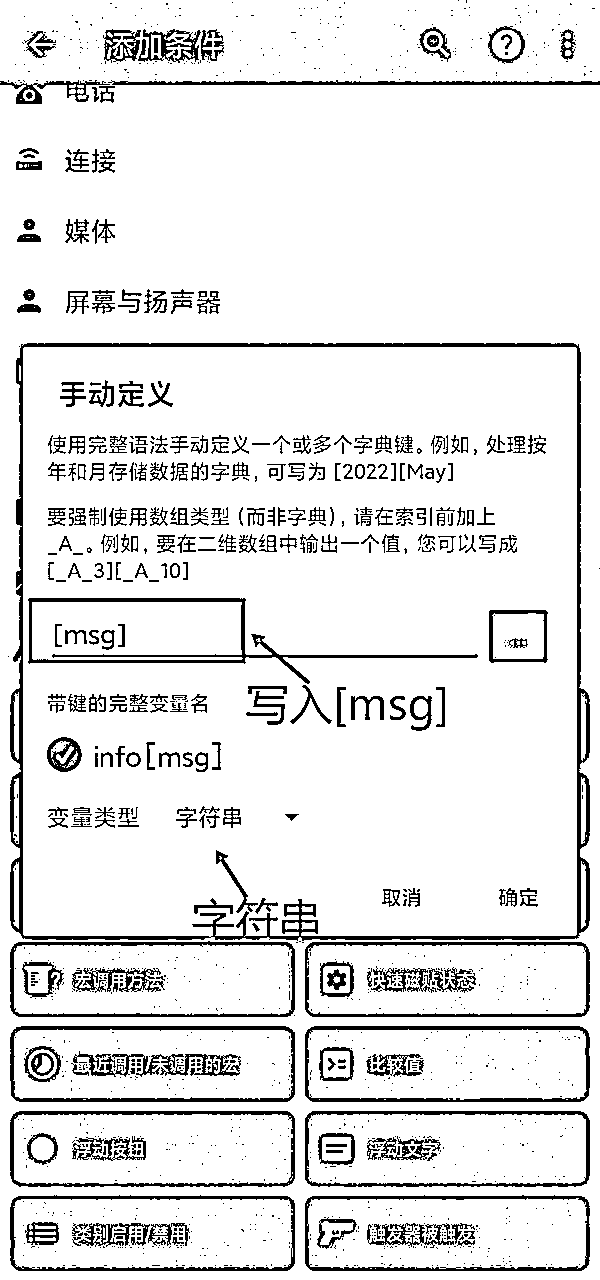 添加条件
电话
连接
媒体
屏幕与扬声器
手动定义
使用完整语法手动定义一个或多个字典键。例如，处理按
年和月存储数据的字典，可写为 [2022][May]
要强制使用数组类型（而非字典），请在索引前加上
_A_。例如，要在二维数组中输出一个值，您可以写成
[_A_3][_A_10]
[msg]
写入[msg]
带键的完整变量名
info[msg]
变量类型 字符串
字符串
取消 确定
宏调用方法 快速磁贴状态
最近调用/未调用的宏 比较值
浮动按钮 浮动文字
类别启用/禁用 触发器被触发